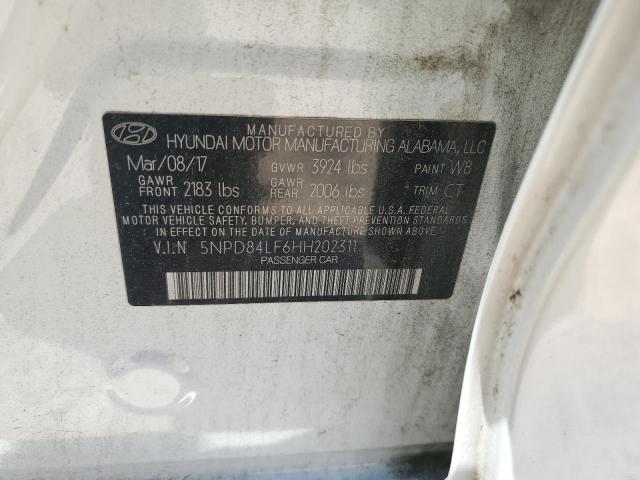 MANUFACTURED BY
HYUNDAI MOTOR MANUFACTURING ALABAMA, LLC
Mar/08/17 GVWR 3924 lbs PAINT W8
GAWR FRONT 2183 lbs GAWR REAR 2006 lbs TRIM CT
THIS VEHICLE CONFORMS TO ALL APPLICABLE U.S.A. FEDERAL
MOTOR VEHICLE SAFETY, BUMPER, AND THEFT PREVENTION
STANDARDS IN EFFECT ON THE DATE OF MANUFACTURE SHOWN ABOVE.
V.I.N 5NPD84LF6HH202311
PASSENGER CAR